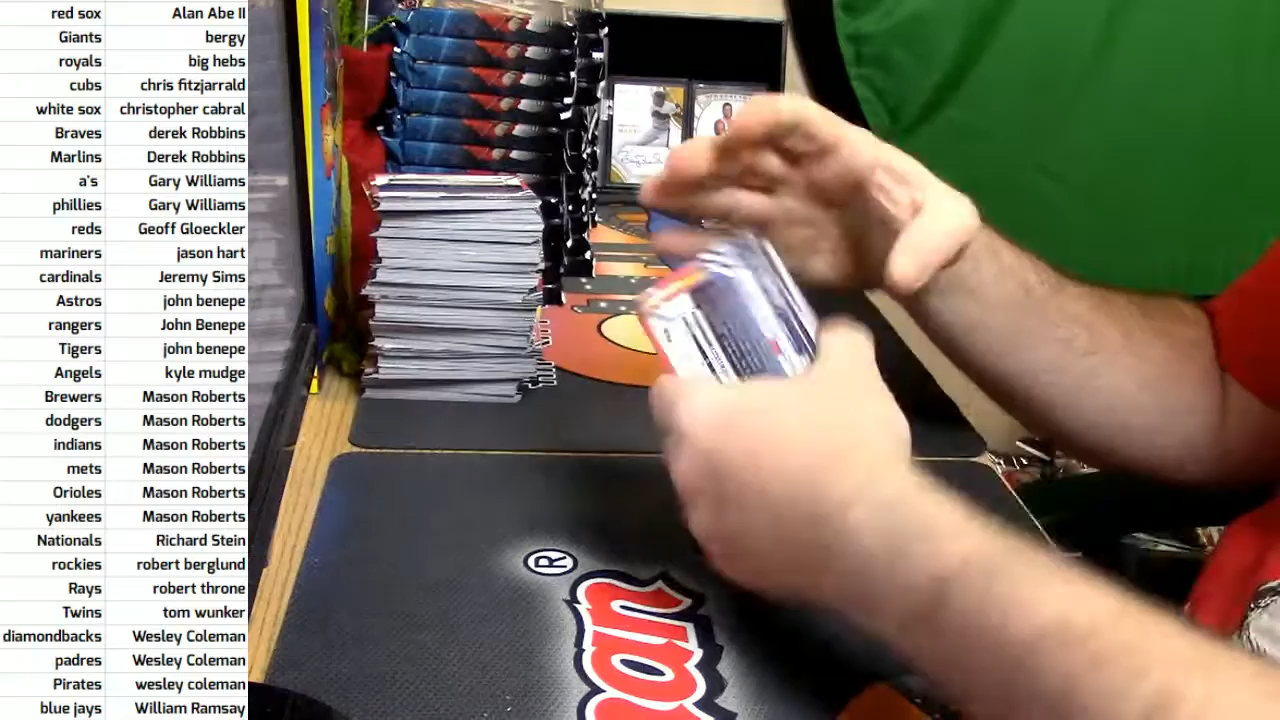 red sox Alan Abe II
Giants bergy
royals big hebs
cubs chris fitzjarrald
white sox christopher cabral
Braves derek Robbins
Marlins Derek Robbins
a's Gary Williams
phillies Gary Williams
reds Geoff Gloeckler
mariners jason hart
cardinals Jeremy Sims
Astros john benepe
rangers John Benepe
Tigers john benepe
Angels kyle mudge
Brewers Mason Roberts
dodgers Mason Roberts
indians Mason Roberts
mets Mason Roberts
Orioles Mason Roberts
yankees Mason Roberts
Nationals Richard Stein
rockies robert berglund
Rays robert throne
Twins tom wunker
diamondbacks Wesley Coleman
padres Wesley Coleman
Pirates wesley coleman
blue jays William Ramsay
®